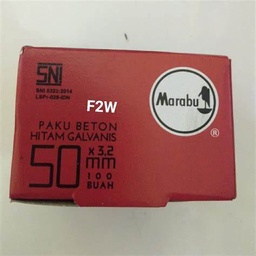 SNI
F2W
Marabu
®
PAKU BETON
HITAM GALVANIS
50 x 3.2
mm
100
BUAH